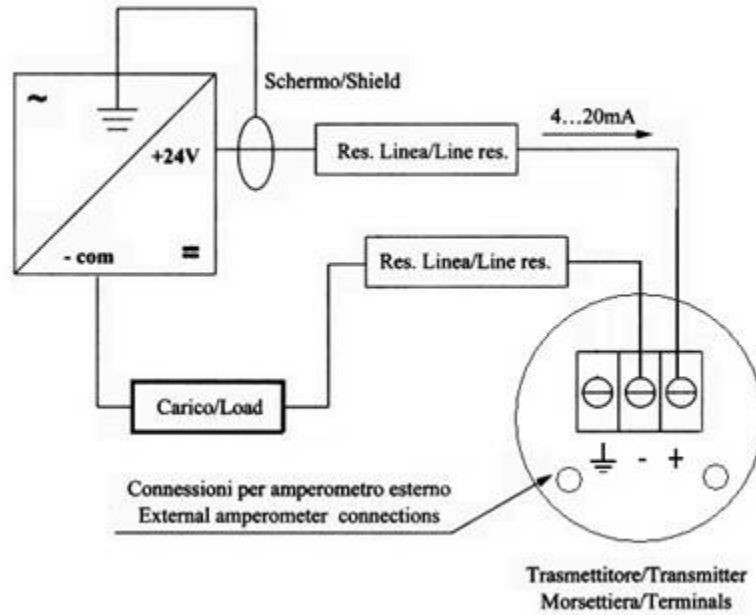 Schermo/Shield
~
+24V
- com
=
4...20mA
Res. Linea/Line res.
Res. Linea/Line res.
Carico/Load
- +
Connessioni per amperometro esterno
External amperometer connections
Trasmettitore/Transmitter
Morsettiera/Terminals